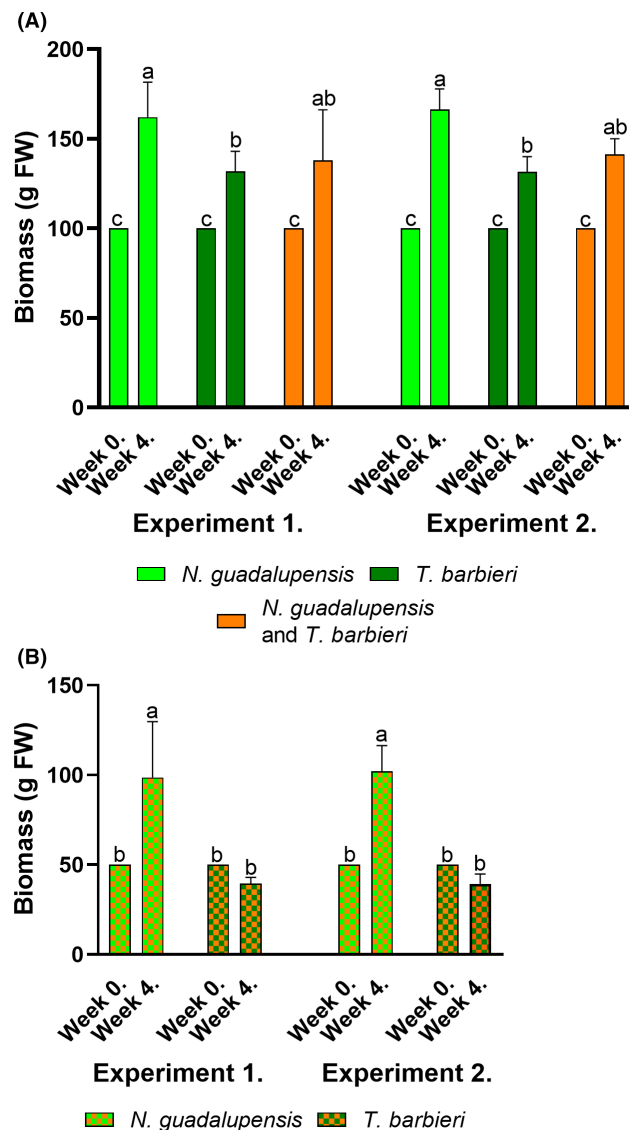 (A)
200
150
100
50
0
Biomass (g FW)
a
a
ab
b
b
ab
c
c
c
c
c
c
Week 0. Week 4. Week 0. Week 4. Week 0. Week 4. Week 0. Week 4. Week 0. Week 4. Week 0. Week 4.
Experiment 1. Experiment 2.
N. guadalupensis T. barbieri
N. guadalupensis
and T. barbieri
(B)
150
100
50
0
Biomass (g FW)
a
a
b
b
b
b
b
b
Week 0. Week 4. Week 0. Week 4. Week 0. Week 4. Week 0. Week 4.
Experiment 1. Experiment 2.
N. guadalupensis T. barbieri